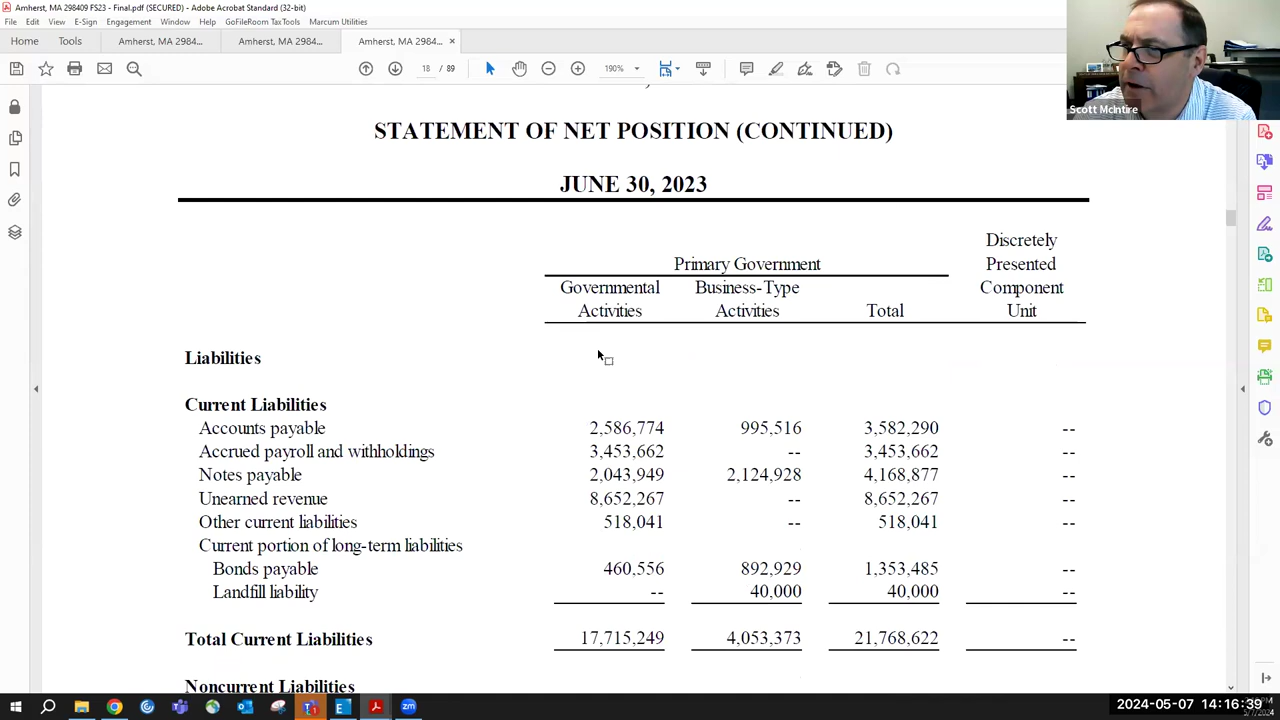 Amherst, MA 298409 FS23 - Final.pdf (SECURED) - Adobe Acrobat Standard (32-bit)
File Edit View E-Sign Engagement Window Help GoFileRoom TaxTools Marcum Utilities
Home Tools Amherst, MA 2984... Amherst, MA 2984... Amherst, MA 2984... ×
18 / 89 190%
Scott McIntire
STATEMENT OF NET POSITION (CONTINUED)
JUNE 30, 2023
Discretely
Primary Government Presented
Governmental Business-Type Component
Activities Activities Total Unit
Liabilities
Current Liabilities
Accounts payable 2,586,774 995,516 3,582,290 --
Accrued payroll and withholdings 3,453,662 -- 3,453,662 --
Notes payable 2,043,949 2,124,928 4,168,877 --
Unearned revenue 8,652,267 -- 8,652,267 --
Other current liabilities 518,041 -- 518,041 --
Current portion of long-term liabilities
Bonds payable 460,556 892,929 1,353,485 --
Landfill liability -- 40,000 40,000 --
Total Current Liabilities 17,715,249 4,053,373 21,768,622 --
Noncurrent Liabilities
2024-05-07 14:16:39